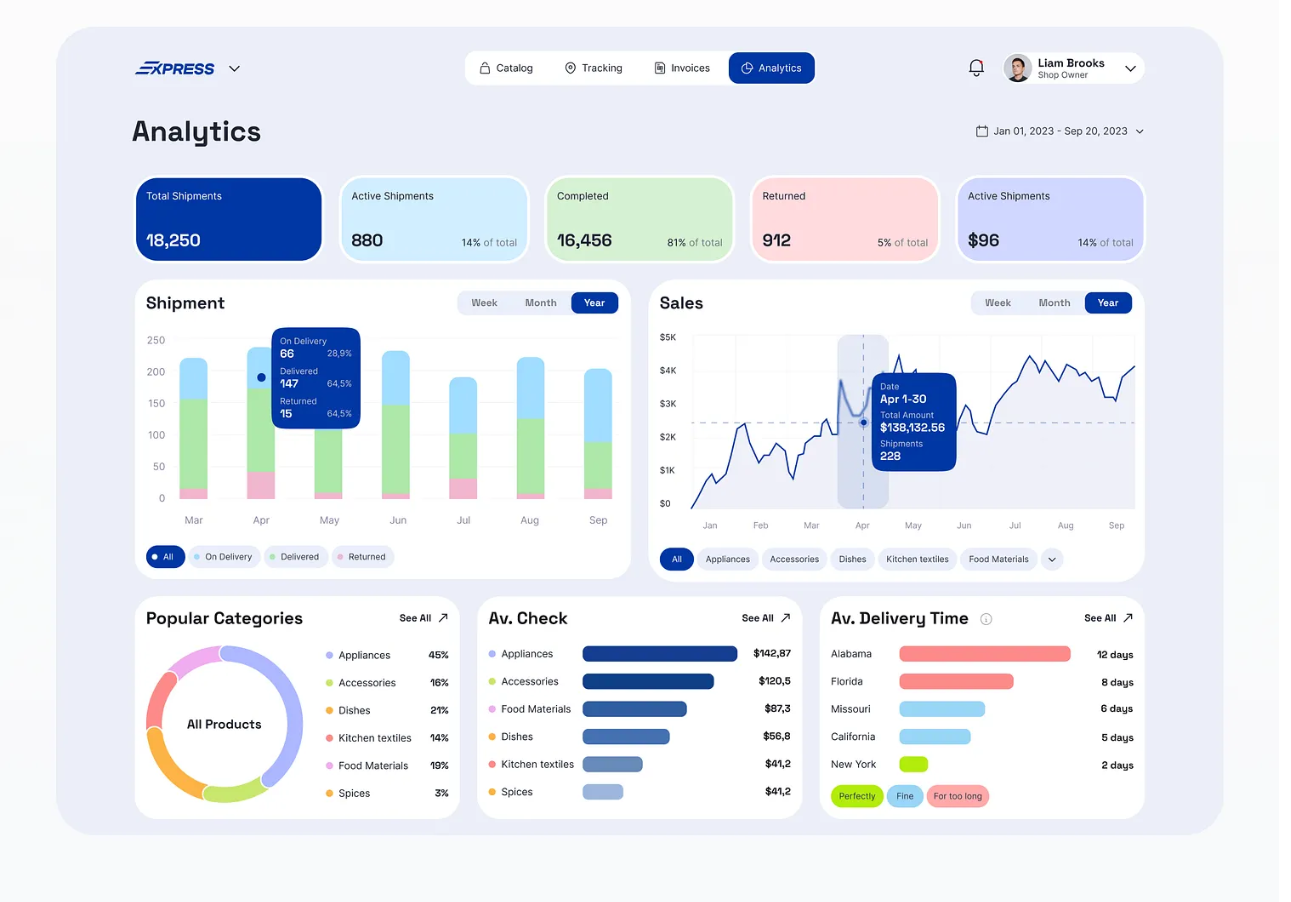 EXPRESS
Catalog
Tracking
Invoices
Analytics
Liam Brooks
Shop Owner
Analytics
Jan 01, 2023 - Sep 20, 2023
Total Shipments
18,250
Active Shipments
880
14% of total
Completed
16,456
81% of total
Returned
912
5% of total
Active Shipments
$96
14% of total
Shipment
Week
Month
Year
250
200
150
100
50
0
On Delivery
66
28,9%
Delivered
147
64,5%
Returned
15
64,5%
Mar
Apr
May
Jun
Jul
Aug
Sep
All
On Delivery
Delivered
Returned
Sales
Week
Month
Year
$5K
$4K
$3K
$2K
$1K
$0
Date
Apr 1-30
Total Amount
$138,132.56
Shipments
228
Jan
Feb
Mar
Apr
May
Jun
Jul
Aug
Sep
All
Appliances
Accessories
Dishes
Kitchen textiles
Food Materials
Popular Categories
See All
All Products
Appliances 45%
Accessories 16%
Dishes 21%
Kitchen textiles 14%
Food Materials 19%
Spices 3%
Av. Check
See All
Appliances $142,87
Accessories $120,5
Food Materials $87,3
Dishes $56,8
Kitchen textiles $41,2
Spices $41,2
Av. Delivery Time
See All
Alabama 12 days
Florida 8 days
Missouri 6 days
California 5 days
New York 2 days
Perfectly
Fine
For too long